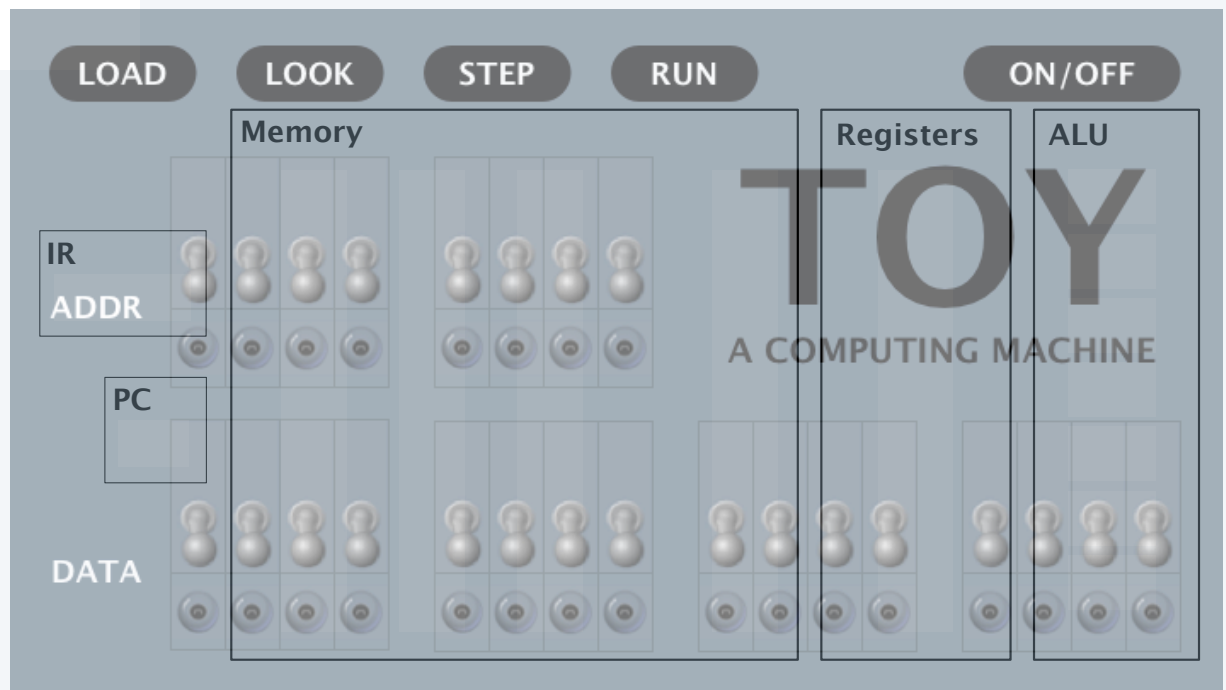 LOAD LOOK STEP RUN ON/OFF
Memory Registers ALU
TOY
IR
ADDR
A COMPUTING MACHINE
PC
DATA